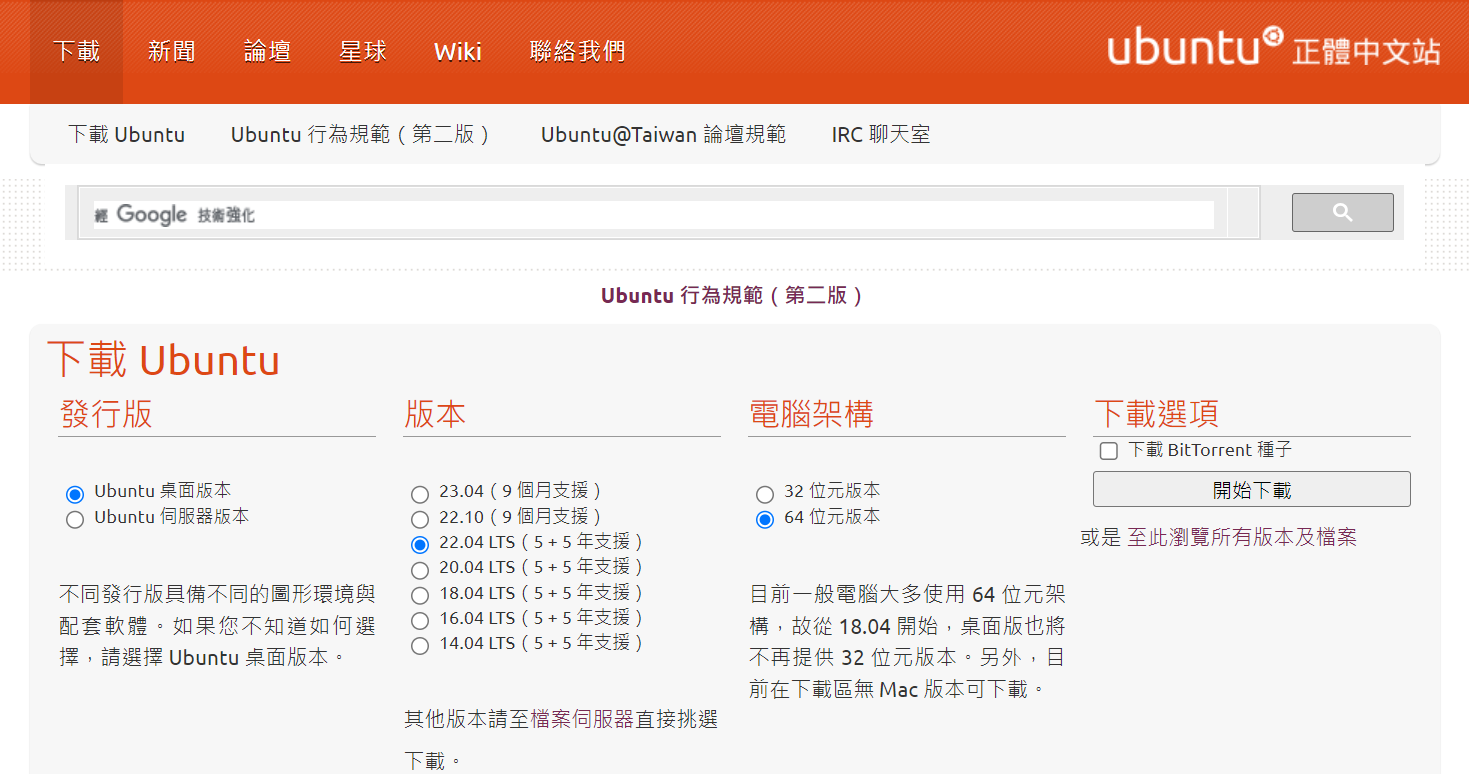 下載 新聞 論壇 星球 Wiki 聯絡我們
ubuntu 正體中文站
下載 Ubuntu Ubuntu 行為規範（第二版） Ubuntu@Taiwan 論壇規範 IRC 聊天室
經 Google 技術強化
Ubuntu 行為規範（第二版）
下載 Ubuntu
發行版
Ubuntu 桌面版本
Ubuntu 伺服器版本
不同發行版具備不同的圖形環境與
配套軟體。如果您不知道如何選
擇，請選擇 Ubuntu 桌面版本。
版本
23.04（9 個月支援）
22.10（9 個月支援）
22.04 LTS（5 + 5 年支援）
20.04 LTS（5 + 5 年支援）
18.04 LTS（5 + 5 年支援）
16.04 LTS（5 + 5 年支援）
14.04 LTS（5 + 5 年支援）
其他版本請至檔案伺服器直接挑選
下載。
電腦架構
32 位元版本
64 位元版本
目前一般電腦大多使用 64 位元架
構，故從 18.04 開始，桌面版也將
不再提供 32 位元版本。另外，目
前在下載區無 Mac 版本可下載。
下載選項
下載 BitTorrent 種子
開始下載
或是 至此瀏覽所有版本及檔案